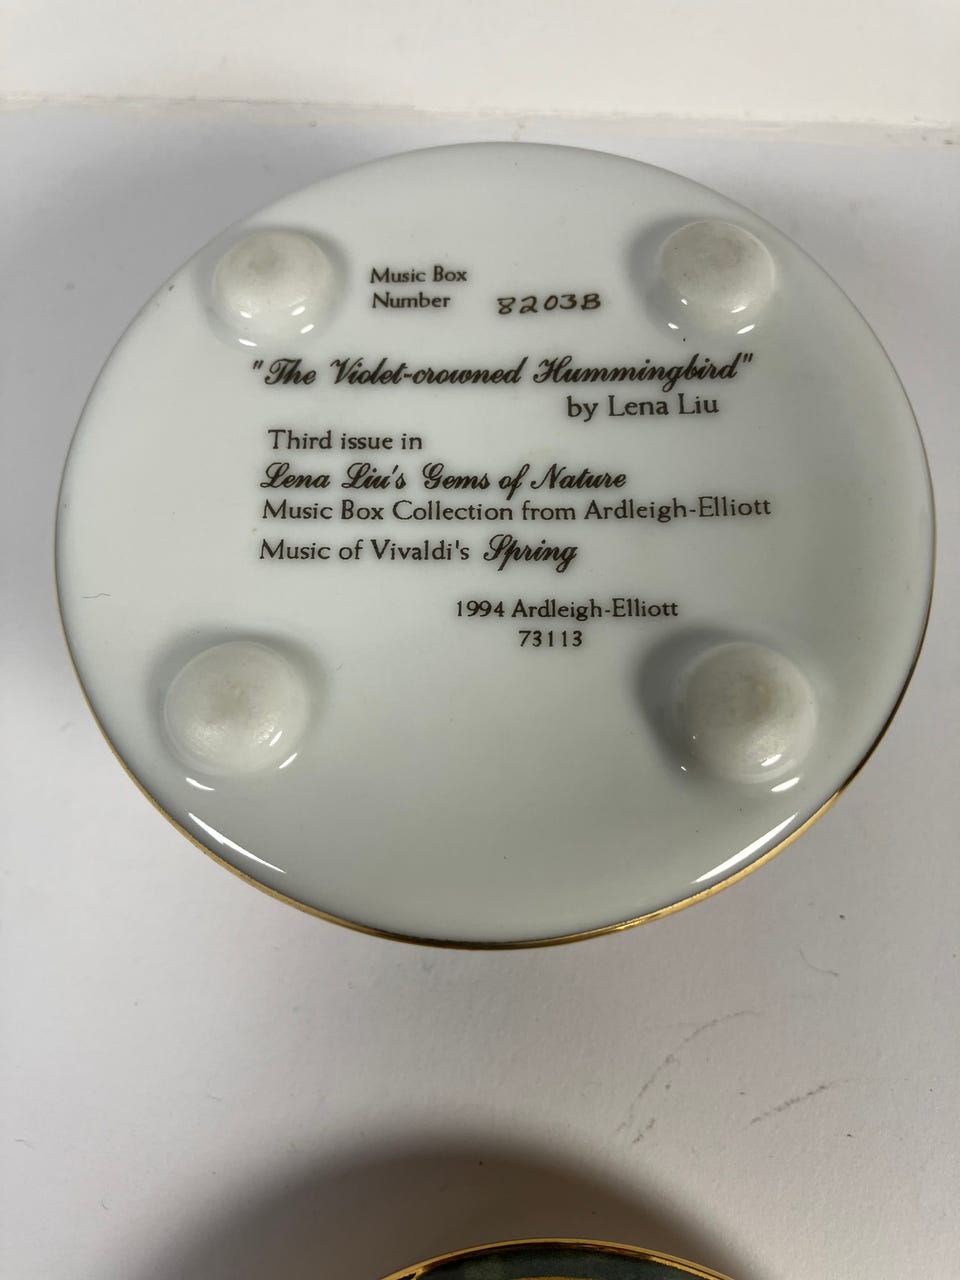 Music Box
Number 8203B
"The Violet-crowned Hummingbird"
by Lena Liu
Third issue in
Lena Liu's Gems of Nature
Music Box Collection from Ardleigh-Elliott
Music of Vivaldi's Spring
1994 Ardleigh-Elliott
73113